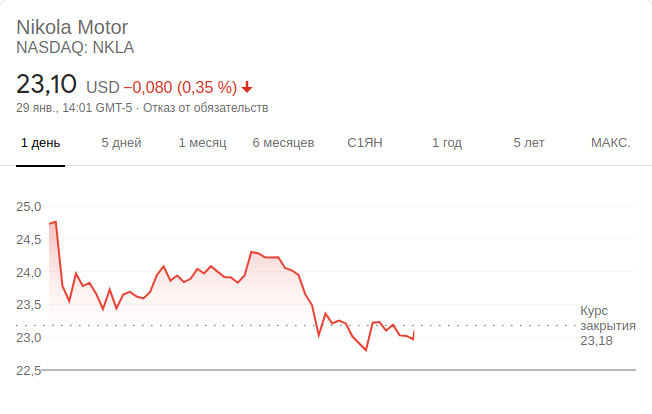 Nikola Motor
NASDAQ: NKLA
23,10 USD −0,080 (0,35 %)
29 янв., 14:01 GMT-5 · Отказ от обязательств
1 день 5 дней 1 месяц 6 месяцев С1ЯН 1 год 5 лет МАКС.
25,0
24,5
24,0
23,5
Курс
закрытия
23,18
23,0
22,5